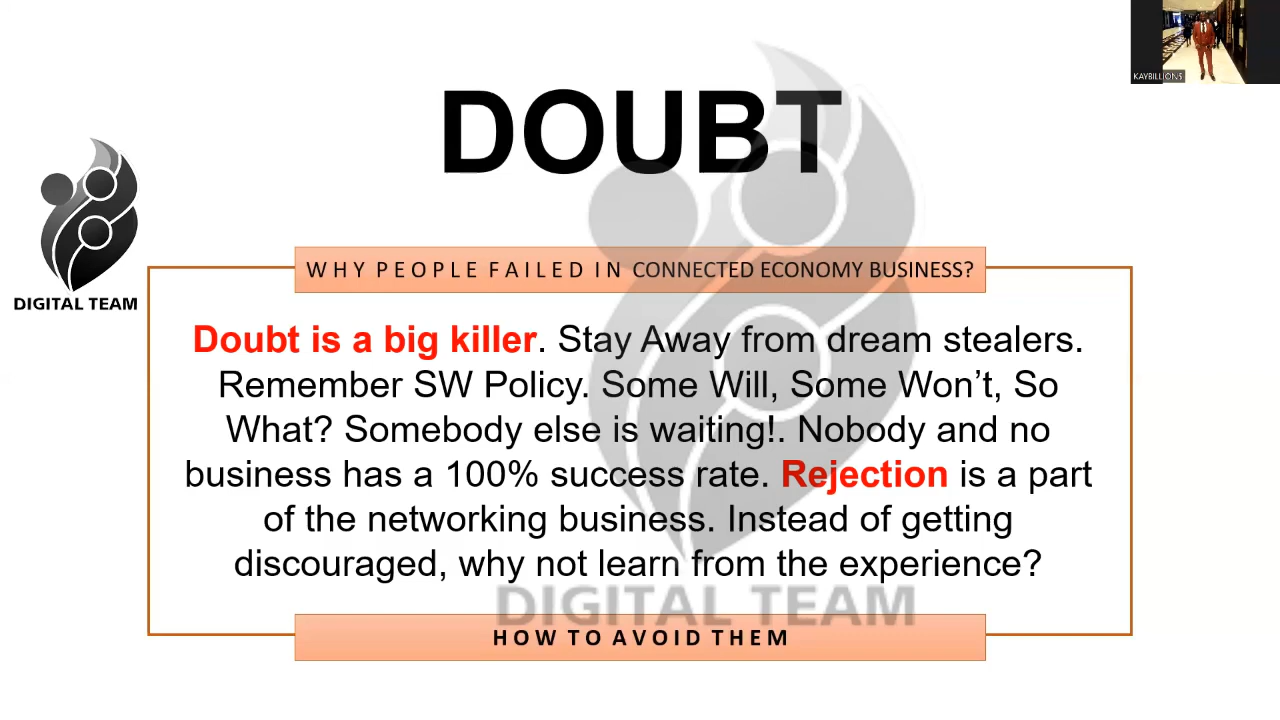 KAYBILLIONS
DOUBT
DIGITAL TEAM
WHY PEOPLE FAILED IN CONNECTED ECONOMY BUSINESS?
Doubt is a big killer. Stay Away from dream stealers.
Remember SW Policy. Some Will, Some Won’t, So
What? Somebody else is waiting!. Nobody and no
business has a 100% success rate. Rejection is a part
of the networking business. Instead of getting
discouraged, why not learn from the experience?
DIGITAL TEAM
HOW TO AVOID THEM